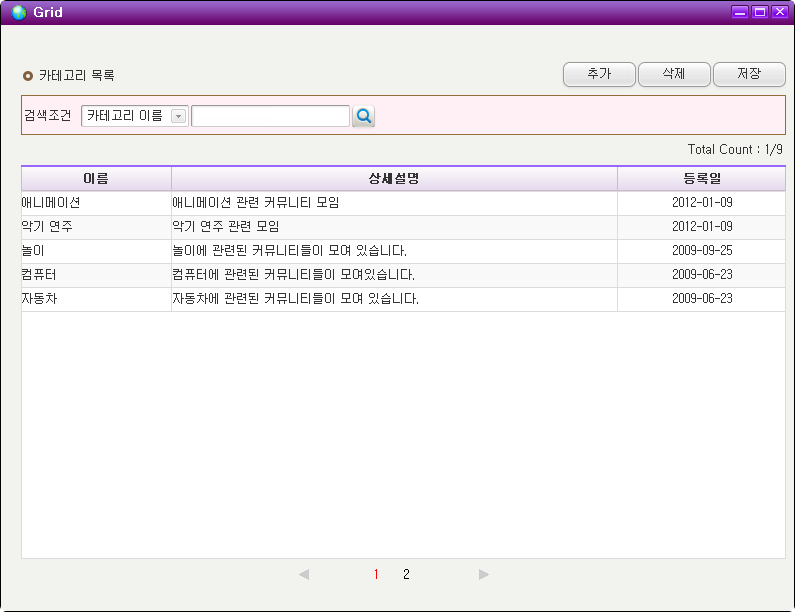 Grid
카테고리 목록 추가 삭제 저장
검색조건 카테고리 이름
Total Count : 1/9
이름 상세설명 등록일
애니메이션 애니메이션 관련 커뮤니티 모임 2012-01-09
악기 연주 악기 연주 관련 모임 2012-01-09
놀이 놀이에 관련된 커뮤니티들이 모여 있습니다. 2009-09-25
컴퓨터 컴퓨터에 관련된 커뮤니티들이 모여있습니다. 2009-06-23
자동차 자동차에 관련된 커뮤니티들이 모여 있습니다. 2009-06-23
1 2